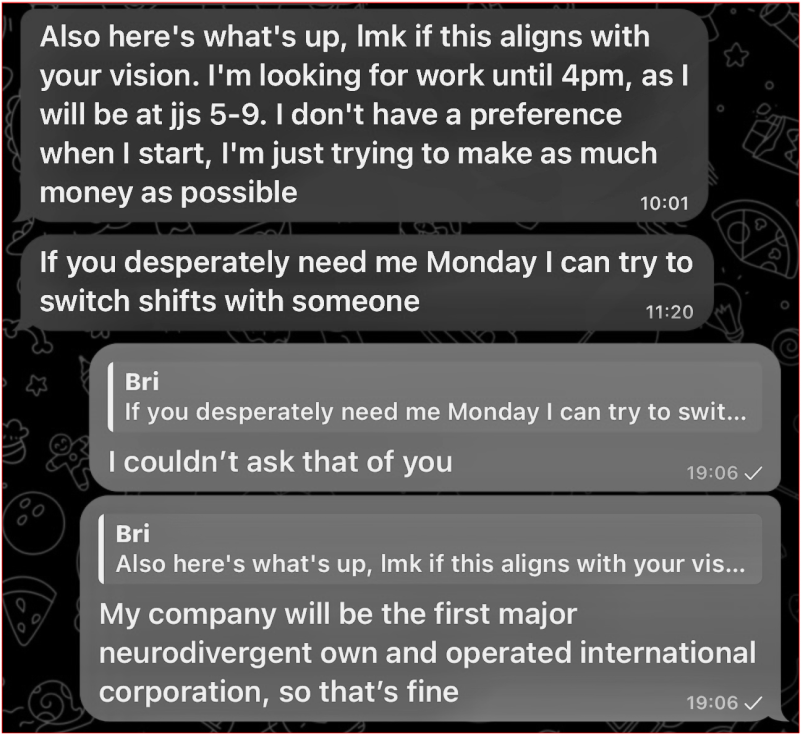 Also here's what's up, lmk if this aligns with
your vision. I'm looking for work until 4pm, as I
will be at jjs 5-9. I don't have a preference
when I start, I'm just trying to make as much
money as possible
10:01
If you desperately need me Monday I can try to
switch shifts with someone
11:20
Bri
If you desperately need me Monday I can try to swit...
I couldn't ask that of you
19:06
Bri
Also here's what's up, lmk if this aligns with your vis...
My company will be the first major
neurodivergent own and operated international
corporation, so that's fine
19:06